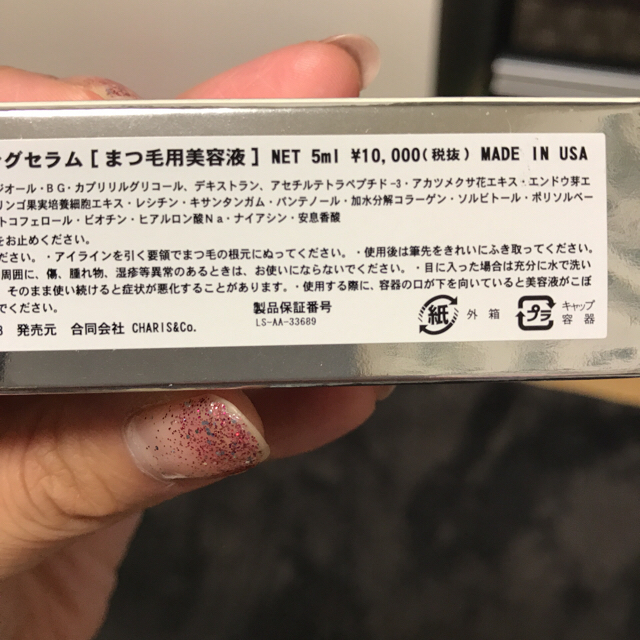 グセラム [ まつ毛用美容液 ] NET 5ml ¥10,000(税抜) MADE IN USA
ジオール・BG・カプリリルグリコール、デキストラン、アセチルテトラペプチド-3・アカツメクサ花エキス・エンドウ芽エ
リンゴ果実培養細胞エキス・レシチン・キサンタンガム・パンテノール・加水分解コラーゲン・ソルビトール・ポリソルベー
トコフェロール・ビオチン・ヒアルロン酸Na・ナイアシン・安息香酸
をお止めください。
ださい。・アイラインを引く要領でまつ毛の根元にぬってください。・使用後は筆先をきれいにふき取ってください。
周囲に、傷、腫れ物、湿疹等異常のあるときは、お使いにならないでください。・目に入った場合は充分に水で洗い
、そのまま使い続けると症状が悪化することがあります。・使用する際に、容器の口が下を向いていると美容液がこぼ
でください。
3 発売元 合同会社 CHARIS&Co.
製品保証番号
LS-AA-33689
紙 外箱
プラ キャップ
容器